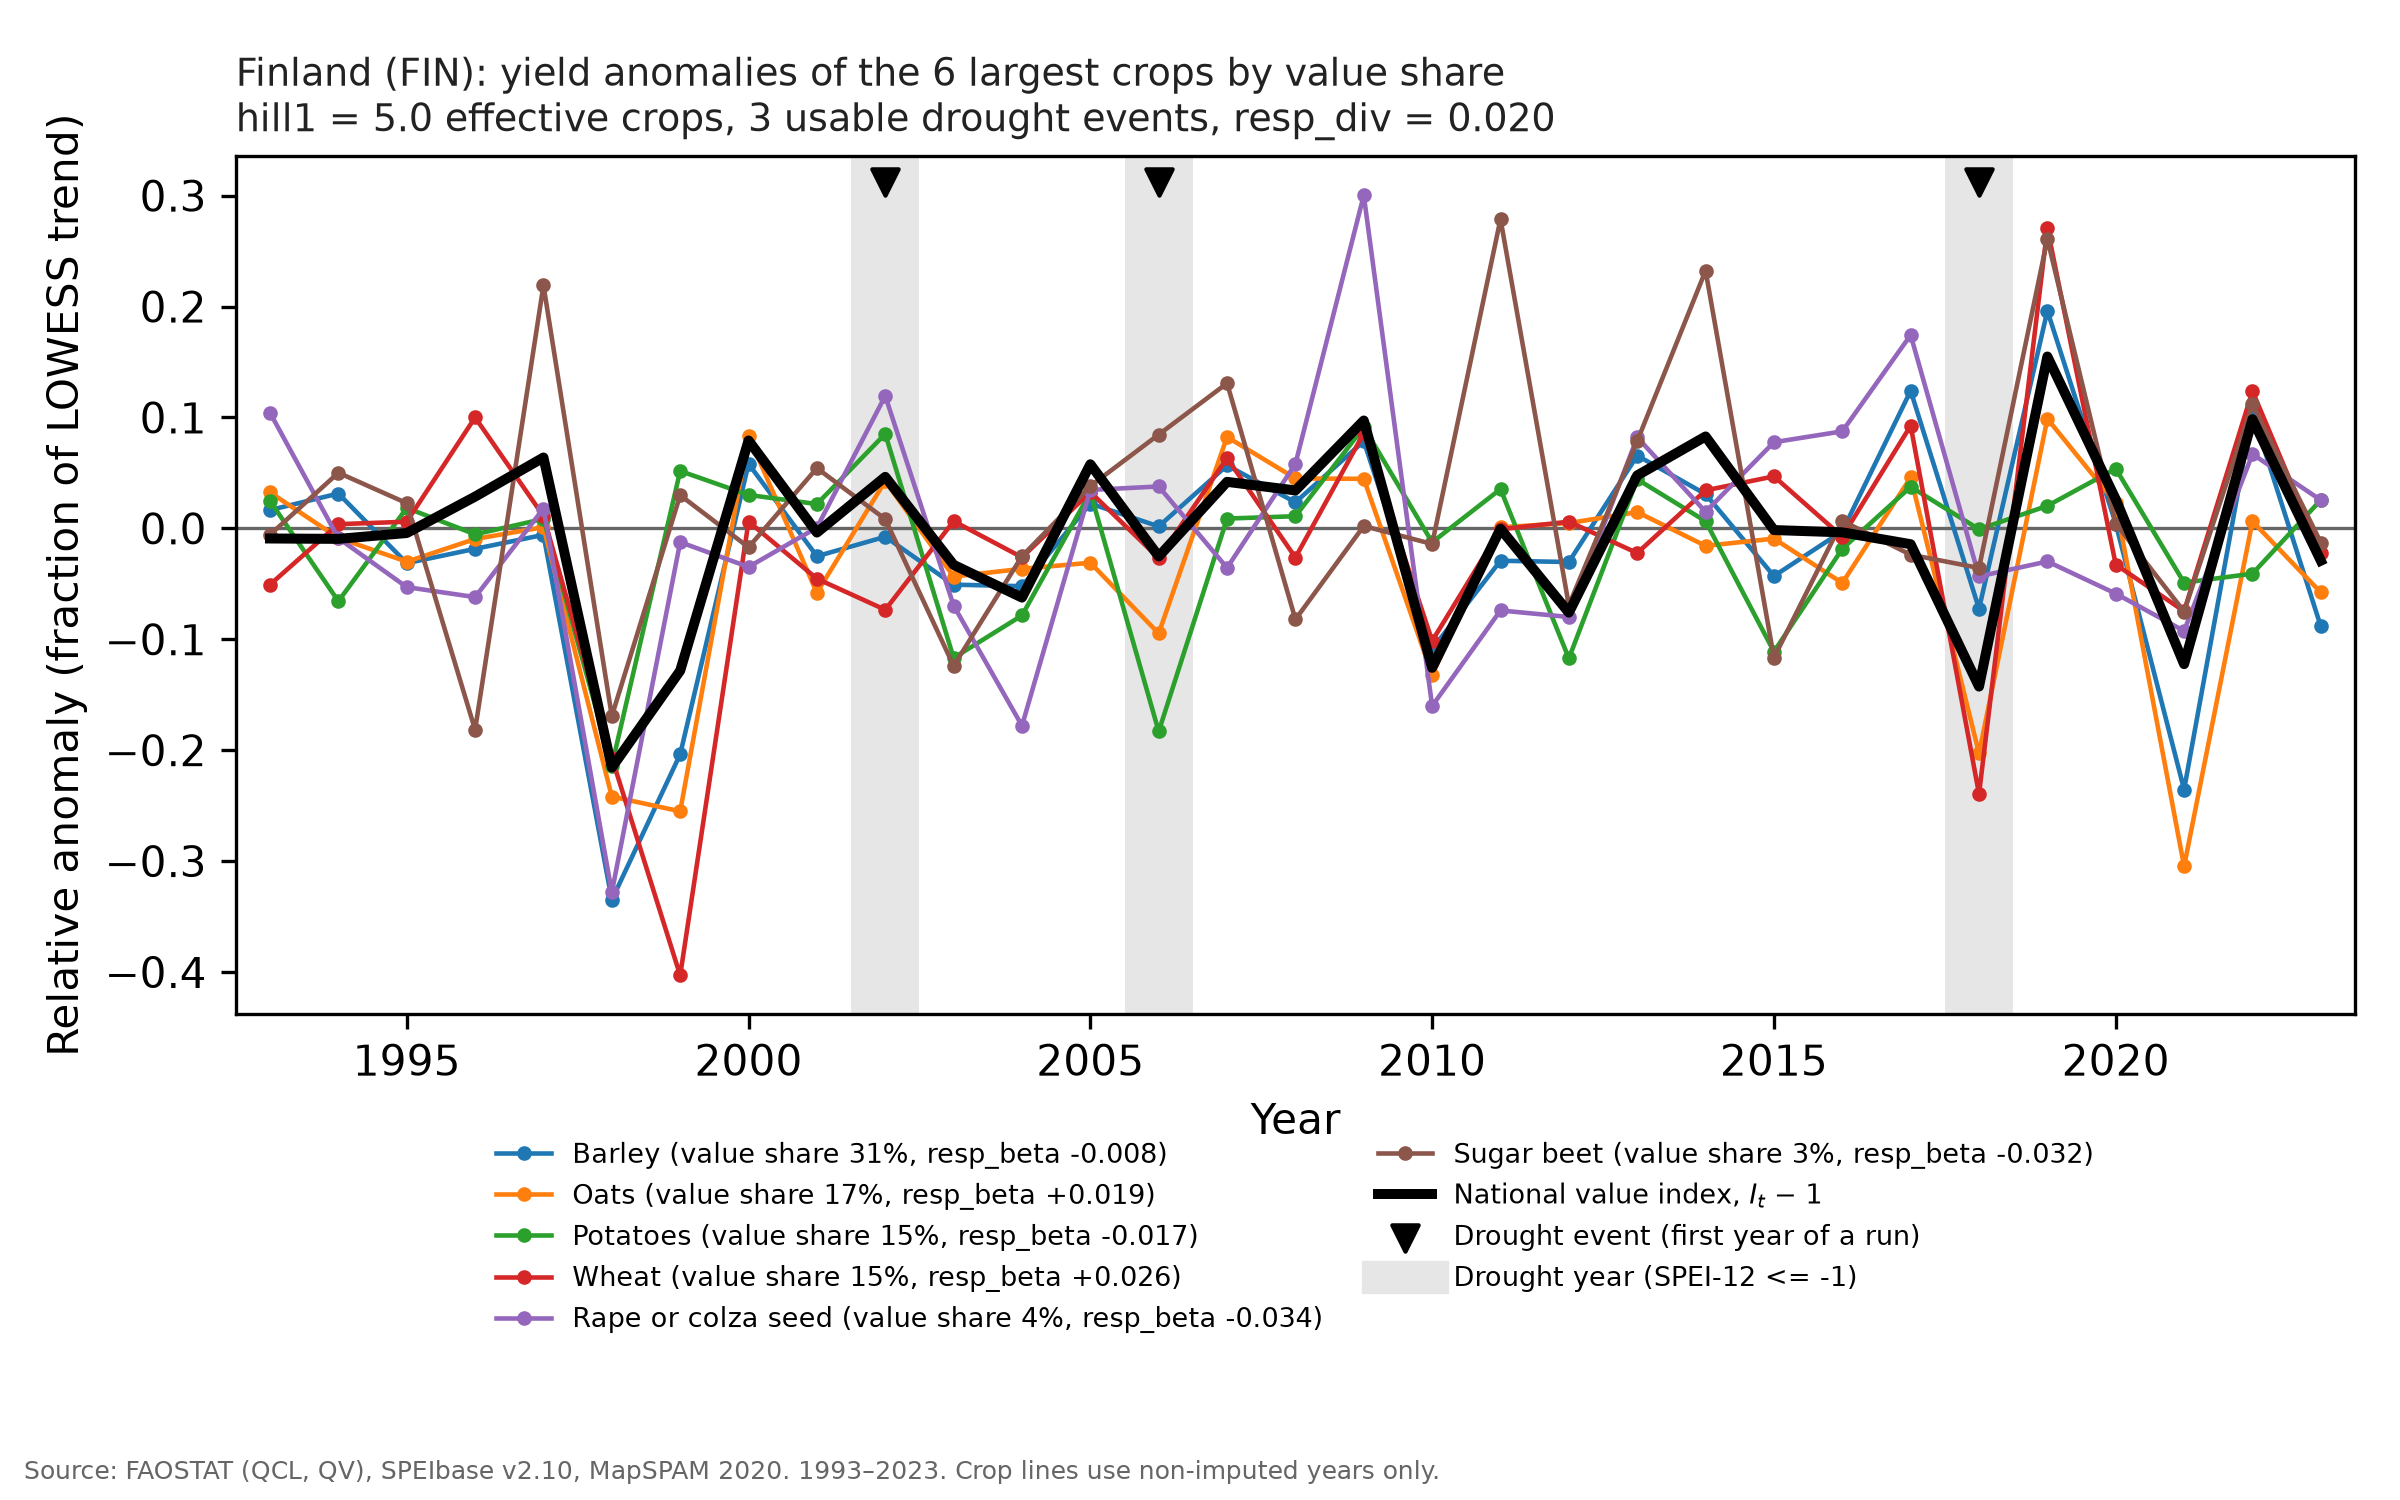 Finland (FIN): yield anomalies of the 6 largest crops by value share
hill1 = 5.0 effective crops, 3 usable drought events, resp_div = 0.020
Relative anomaly (fraction of LOWESS trend)
0.3
0.2
0.1
0.0
−0.1
−0.2
−0.3
−0.4
1995
2000
2005
2010
2015
2020
Year
Barley (value share 31%, resp_beta -0.008)
Oats (value share 17%, resp_beta +0.019)
Potatoes (value share 15%, resp_beta -0.017)
Wheat (value share 15%, resp_beta +0.026)
Rape or colza seed (value share 4%, resp_beta -0.034)
Sugar beet (value share 3%, resp_beta -0.032)
National value index, I_t − 1
Drought event (first year of a run)
Drought year (SPEI-12 <= -1)
Source: FAOSTAT (QCL, QV), SPEIbase v2.10, MapSPAM 2020. 1993–2023. Crop lines use non-imputed years only.